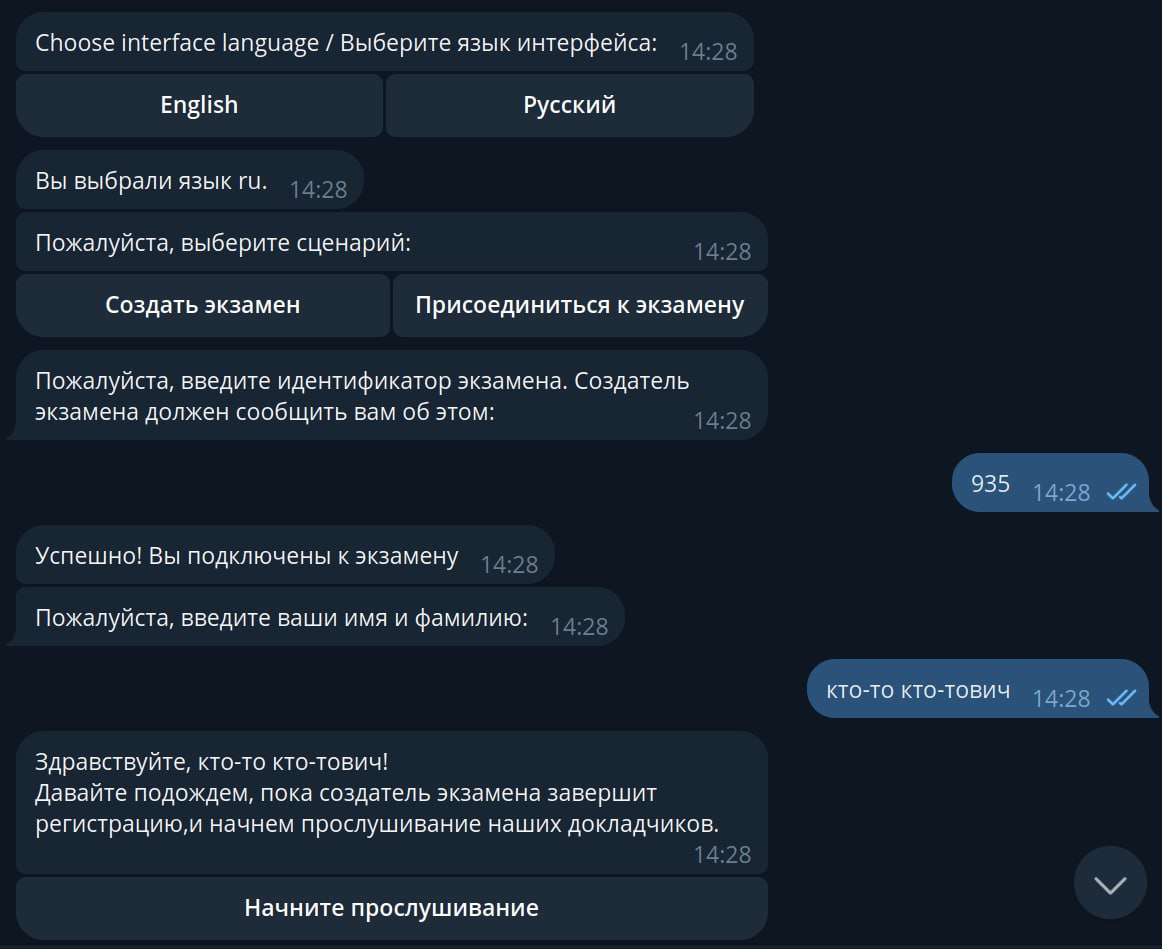 Choose interface language / Выберите язык интерфейса: 14:28
English Русский
Вы выбрали язык ru. 14:28
Пожалуйста, выберите сценарий: 14:28
Создать экзамен Присоединиться к экзамену
Пожалуйста, введите идентификатор экзамена. Создатель
экзамена должен сообщить вам об этом: 14:28
935 14:28
Успешно! Вы подключены к экзамену 14:28
Пожалуйста, введите ваши имя и фамилию: 14:28
кто-то кто-тович 14:28
Здравствуйте, кто-то кто-тович!
Давайте подождем, пока создатель экзамена завершит
регистрацию,и начнем прослушивание наших докладчиков.
14:28
Начните прослушивание